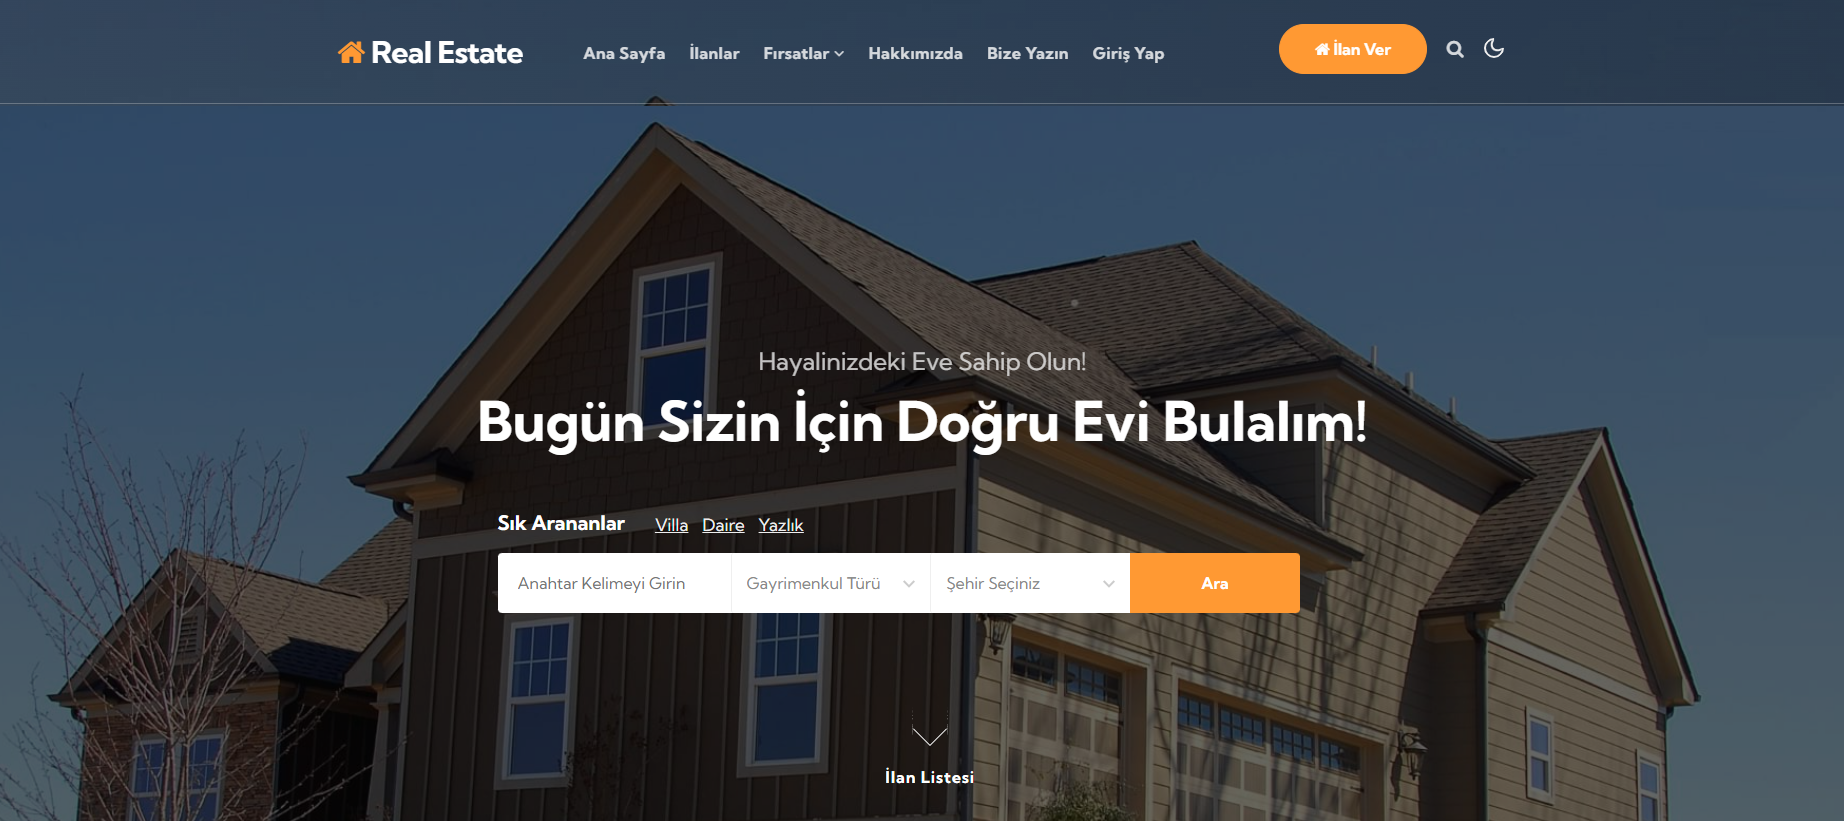 Real Estate
Ana Sayfa İlanlar Fırsatlar Hakkımızda Bize Yazın Giriş Yap
İlan Ver
Hayalinizdeki Eve Sahip Olun!
Bugün Sizin İçin Doğru Evi Bulalım!
Sık Arananlar Villa Daire Yazlık
Anahtar Kelimeyi Girin Gayrimenkul Türü Şehir Seçiniz Ara
İlan Listesi